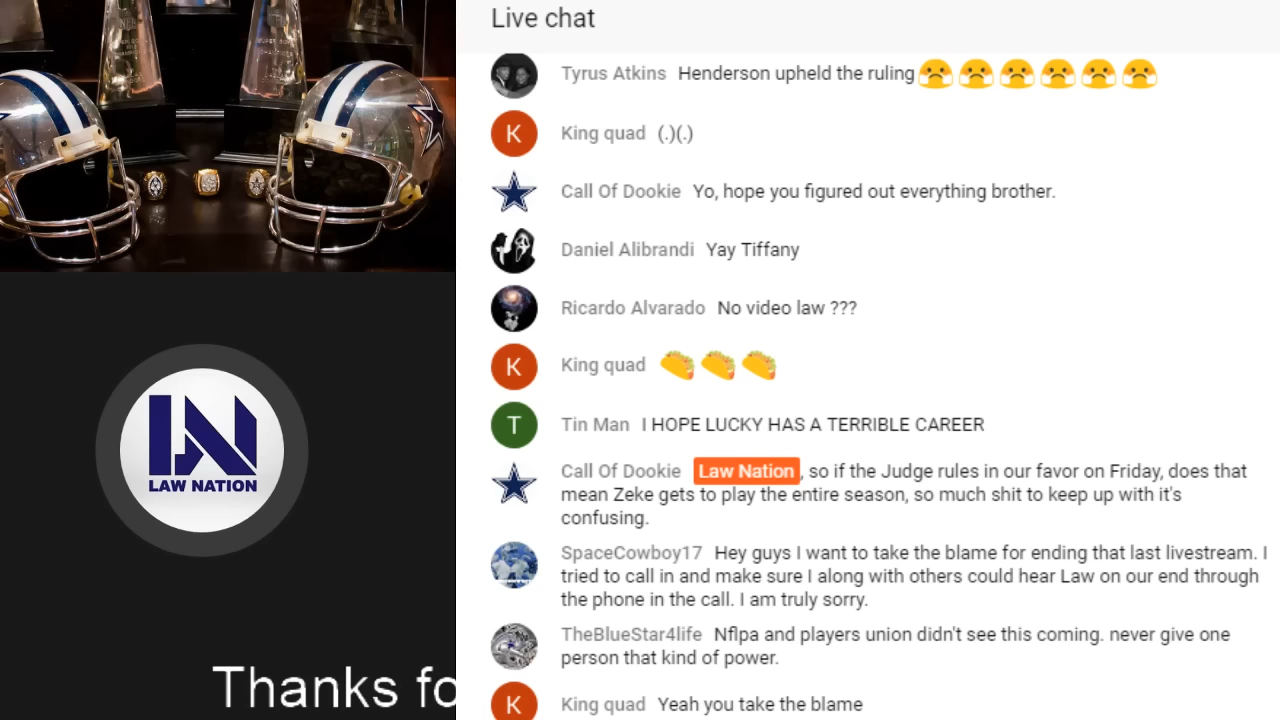 Live chat
Tyrus Atkins Henderson upheld the ruling😤😤😤😤😤😤
K King quad (.)(.)
Call Of Dookie Yo, hope you figured out everything brother.
Daniel Alibrandi Yay Tiffany
Ricardo Alvarado No video law ???
K King quad 🌮🌮🌮
T Tin Man I HOPE LUCKY HAS A TERRIBLE CAREER
Call Of Dookie Law Nation, so if the Judge rules in our favor on Friday, does that
mean Zeke gets to play the entire season, so much shit to keep up with it's
confusing.
SpaceCowboy17 Hey guys I want to take the blame for ending that last livestream. I
tried to call in and make sure I along with others could hear Law on our end through
the phone in the call. I am truly sorry.
TheBlueStar4life Nflpa and players union didn't see this coming. never give one
person that kind of power.
K King quad Yeah you take the blame
LN
LAW NATION
Thanks fo